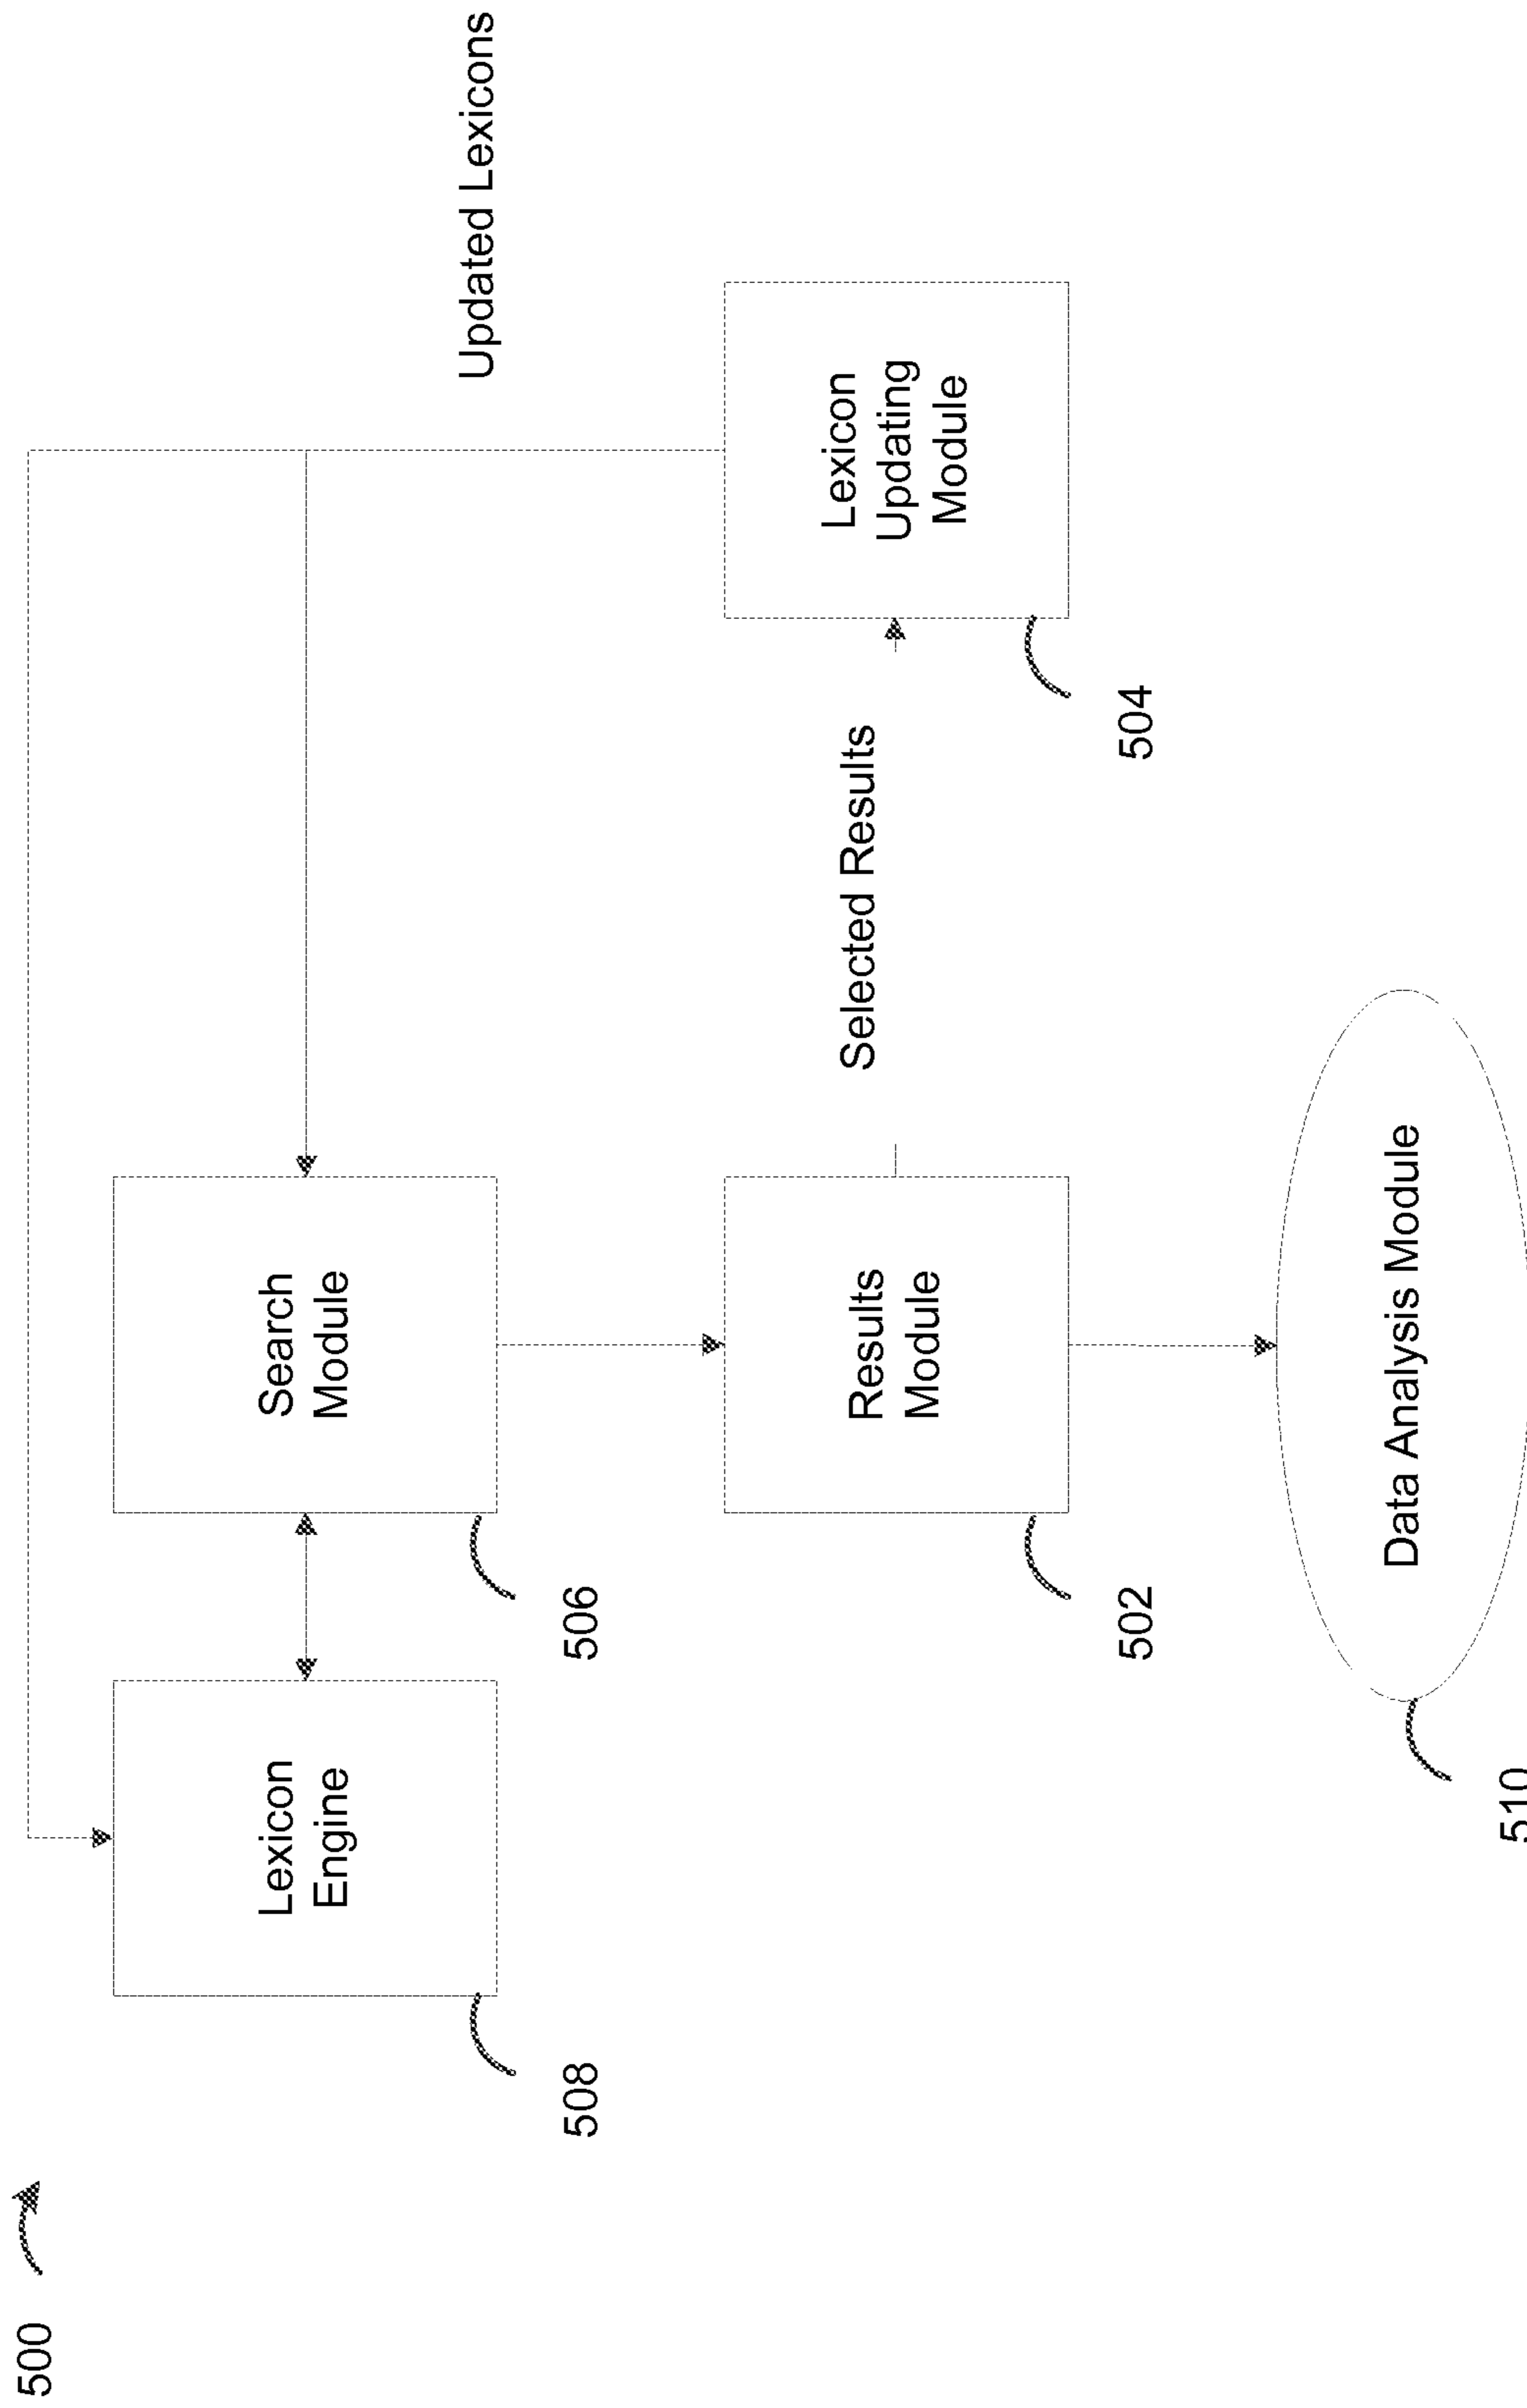 500
Lexicon
Engine
Search
Module
Updated Lexicons
508
506
Results
Module
Selected Results
Lexicon
Updating
Module
502
504
Data Analysis Module
510